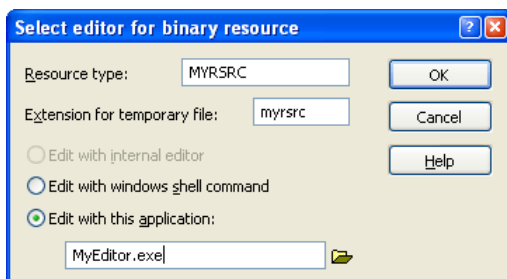 Select editor for binary resource
Resource type: MYRSRC OK
Extension for temporary file: myrsrc Cancel
Edit with internal editor Help
Edit with windows shell command
Edit with this application:
MyEditor.exe